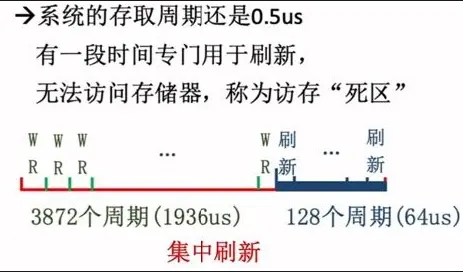 →系统的存取周期还是0.5us
有一段时间专门用于刷新，
无法访问存储器，称为访存“死区”
W R W R W R ... W R 刷新 ... 刷新
3872个周期(1936us) 128个周期(64us)
集中刷新